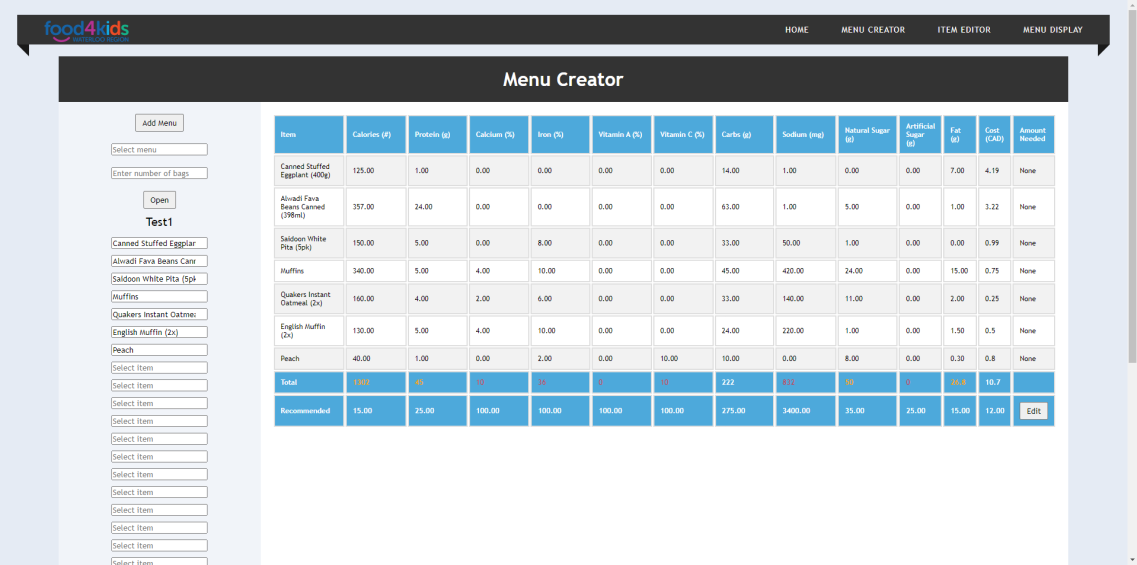 food4kids
WATERLOO REGION
HOME MENU CREATOR ITEM EDITOR MENU DISPLAY
Menu Creator
Add Menu
Select menu
Enter number of bags
Open
Test1
Canned Stuffed Eggplan
Alwadi Fava Beans Cann
Saidoon White Pita (5pk
Muffins
Quakers Instant Oatmea
English Muffin (2x)
Peach
Select item
Select item
Select item
Select item
Select item
Select item
Select item
Select item
Select item
Select item
Select item
Select item
Item Calories (#) Protein (g) Calcium (%) Iron (%) Vitamin A (%) Vitamin C (%) Carbs (g) Sodium (mg) Natural Sugar (g) Artificial Sugar (g) Fat (g) Cost (CAD) Amount Needed
Canned Stuffed Eggplant (400g) 125.00 1.00 0.00 0.00 0.00 0.00 14.00 1.00 0.00 0.00 7.00 4.19 None
Alwadi Fava Beans Canned (398ml) 357.00 24.00 0.00 0.00 0.00 0.00 63.00 1.00 5.00 0.00 1.00 3.22 None
Saidoon White Pita (5pk) 150.00 5.00 0.00 8.00 0.00 0.00 33.00 50.00 1.00 0.00 0.00 0.99 None
Muffins 340.00 5.00 4.00 10.00 0.00 0.00 45.00 420.00 24.00 0.00 15.00 0.75 None
Quakers Instant Oatmeal (2x) 160.00 4.00 2.00 6.00 0.00 0.00 33.00 140.00 11.00 0.00 2.00 0.25 None
English Muffin (2x) 130.00 5.00 4.00 10.00 0.00 0.00 24.00 220.00 1.00 0.00 1.50 0.5 None
Peach 40.00 1.00 0.00 2.00 0.00 10.00 10.00 0.00 8.00 0.00 0.30 0.8 None
Total 1302 45 10 36 0 10 222 832 50 0 26.8 10.7
Recommended 15.00 25.00 100.00 100.00 100.00 100.00 275.00 3400.00 35.00 25.00 15.00 12.00 Edit